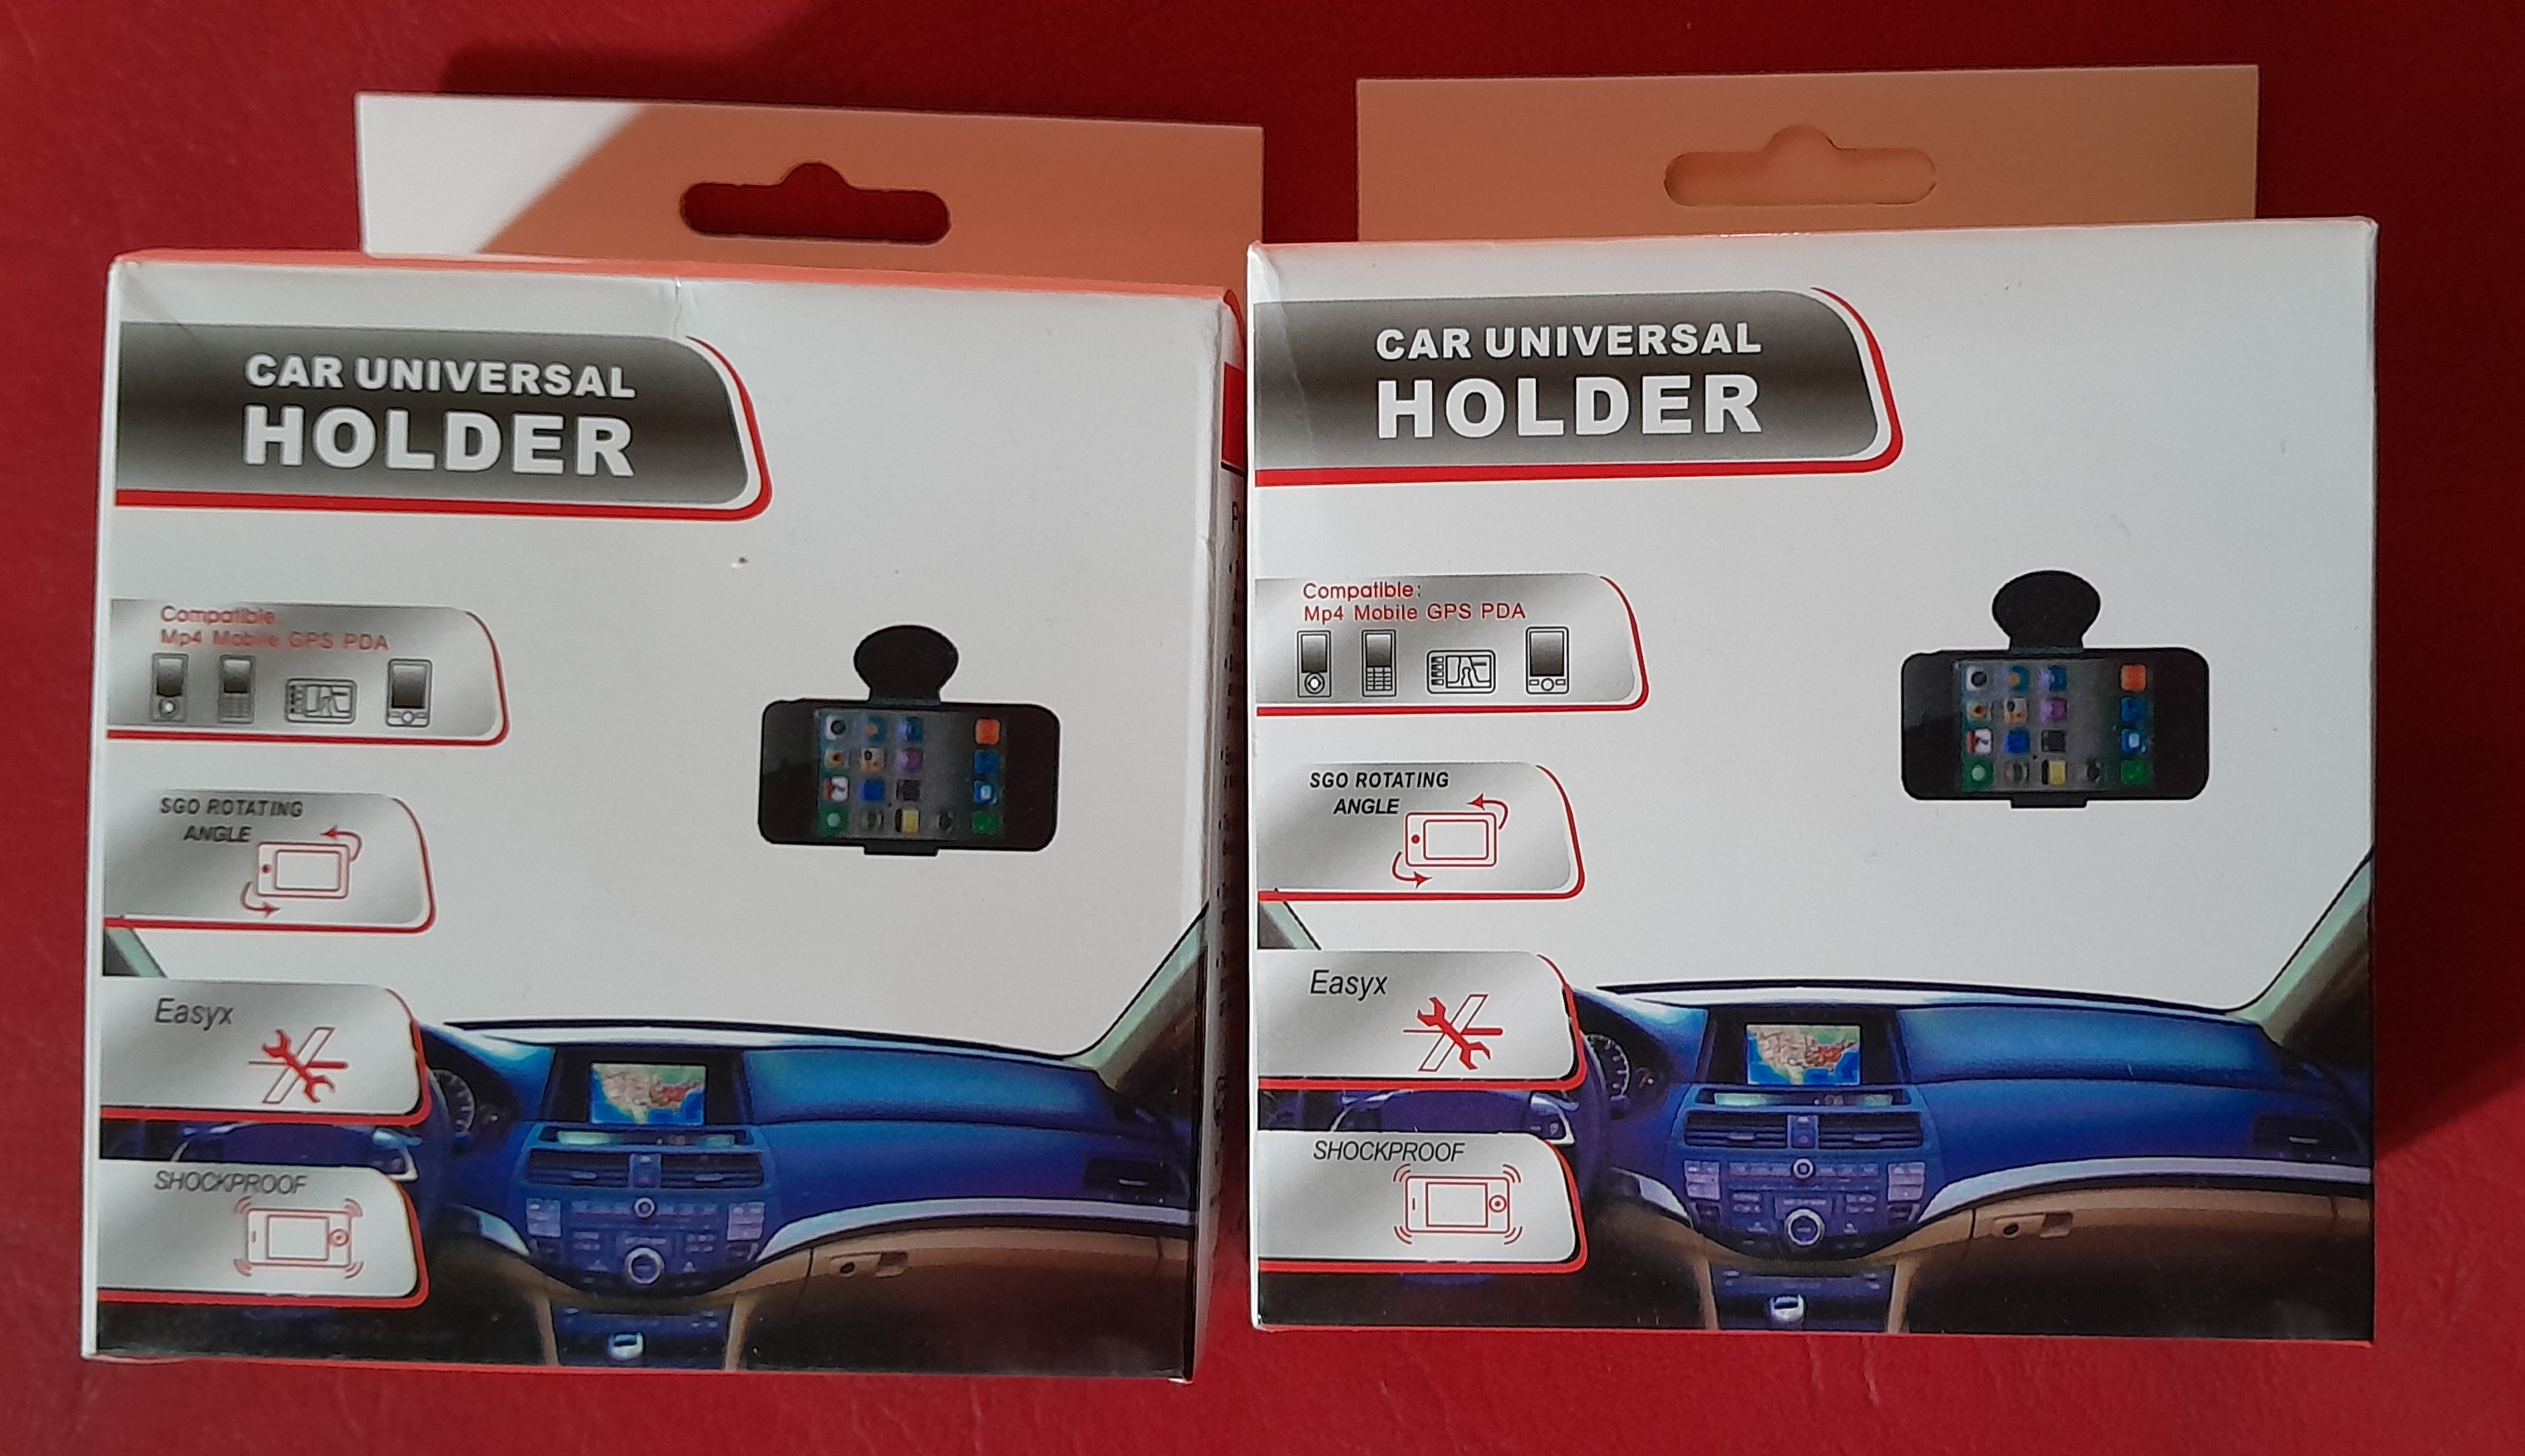 CAR UNIVERSAL
HOLDER
Compatible:
Mp4 Mobile GPS PDA
SGO ROTATING
ANGLE
Easyx
SHOCKPROOF
CAR UNIVERSAL
HOLDER
Compatible:
Mp4 Mobile GPS PDA
SGO ROTATING
ANGLE
Easyx
SHOCKPROOF